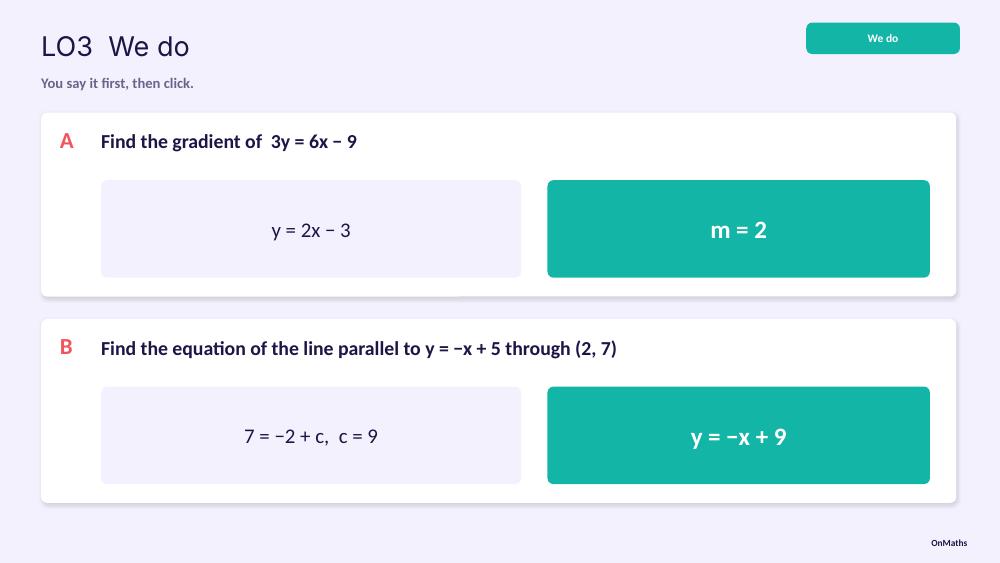 LO3 We do
We do
You say it first, then click.
A Find the gradient of 3y = 6x − 9
y = 2x − 3
m = 2
B Find the equation of the line parallel to y = −x + 5 through (2, 7)
7 = −2 + c, c = 9
y = −x + 9
OnMaths